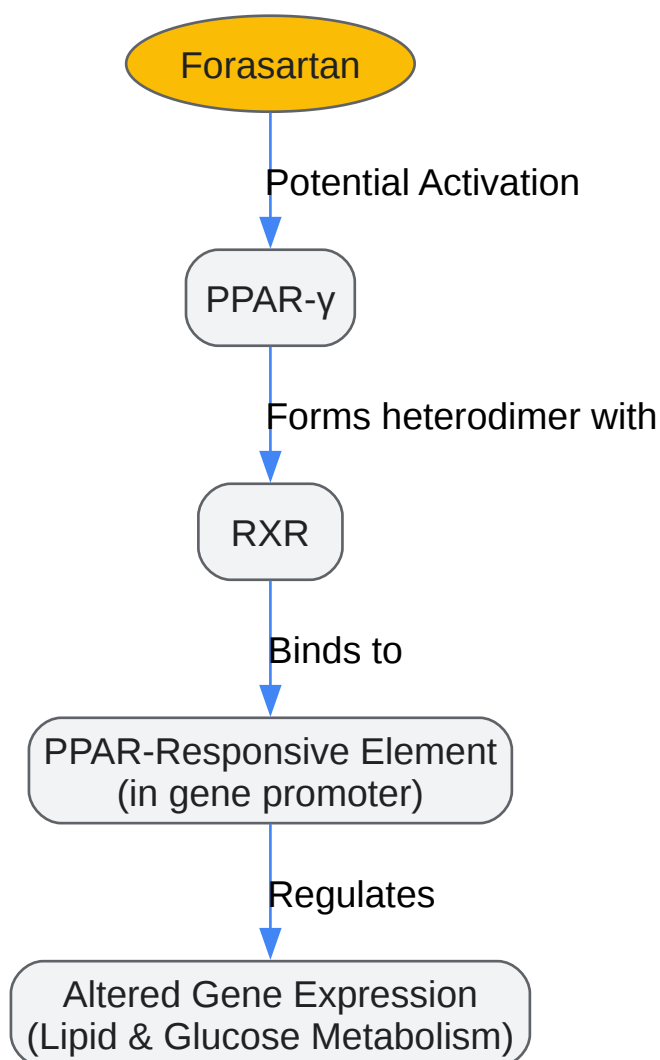 Forasartan
Potential Activation
PPAR-γ
Forms heterodimer with
RXR
Binds to
PPAR-Responsive Element
(in gene promoter)
Regulates
Altered Gene Expression
(Lipid & Glucose Metabolism)